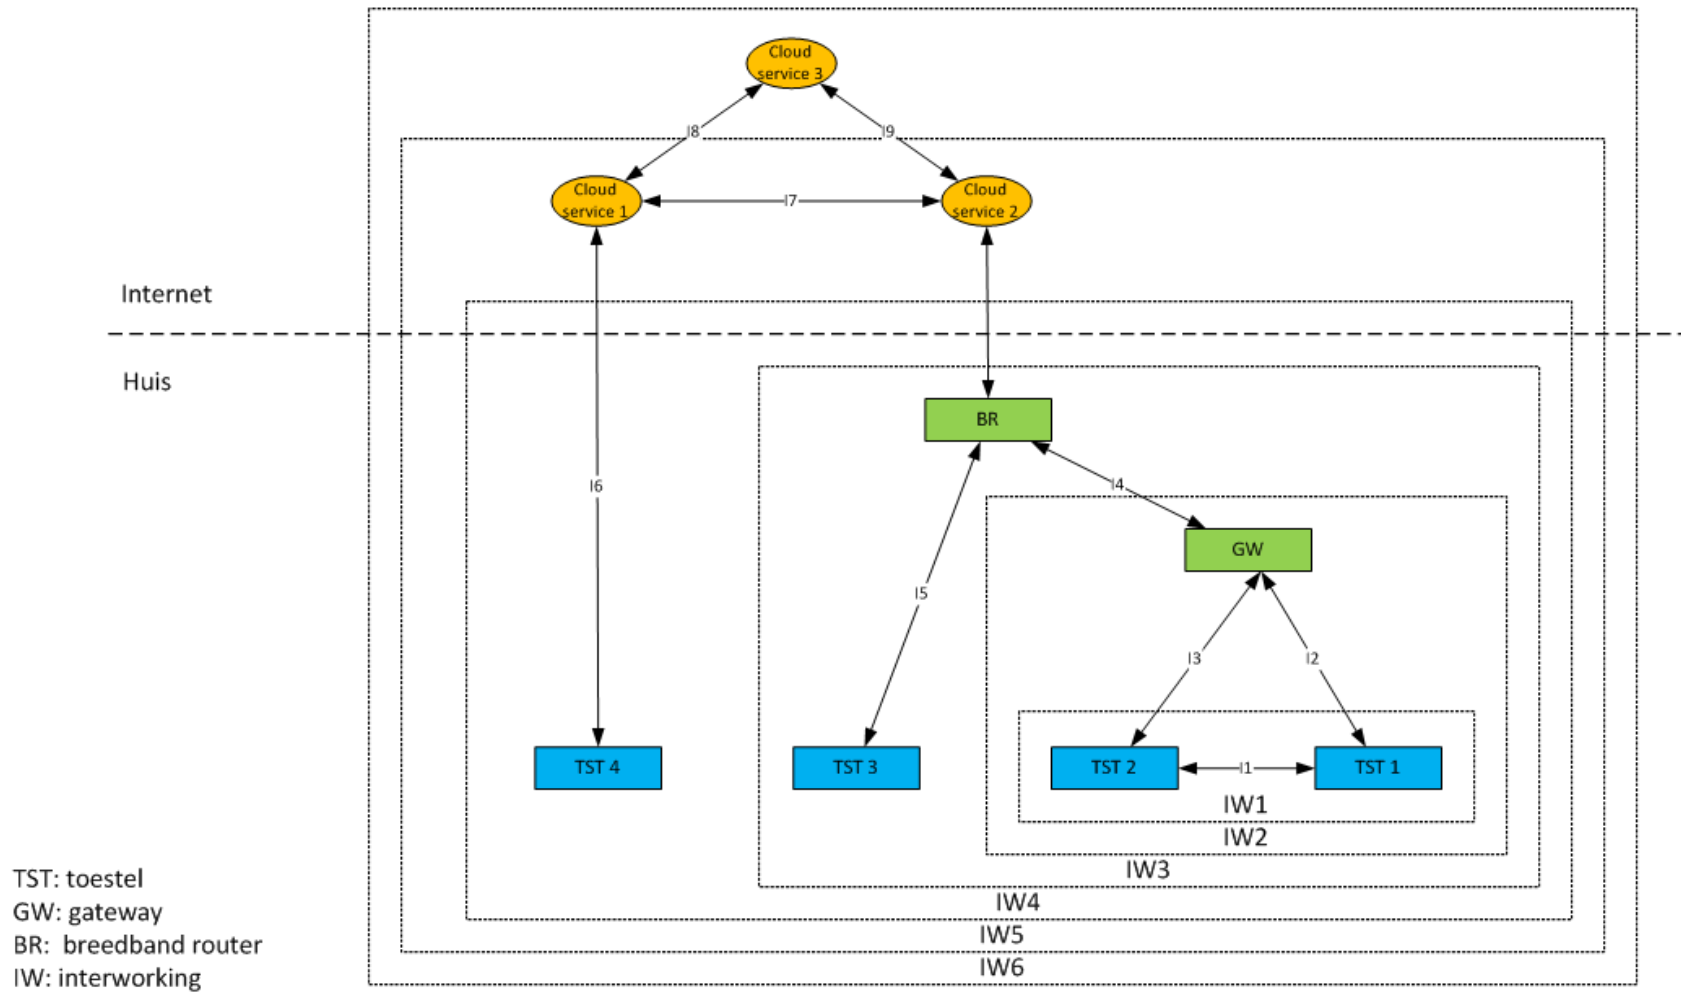 Cloud
service 3
I8
I9
Cloud
service 1
I7
Cloud
service 2
Internet
Huis
BR
I4
I6
GW
I5
I3
I2
TST 4
TST 3
TST 2
I1
TST 1
IW1
IW2
IW3
IW4
IW5
IW6
TST: toestel
GW: gateway
BR: breedband router
IW: interworking